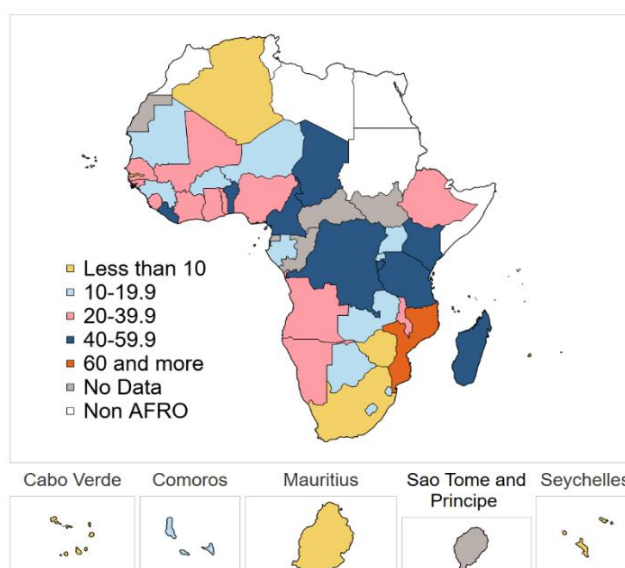 Less than 10
10-19.9
20-39.9
40-59.9
60 and more
No Data
Non AFRO
Cabo Verde
Comoros
Mauritius
Sao Tome and
Principe
Seychelles